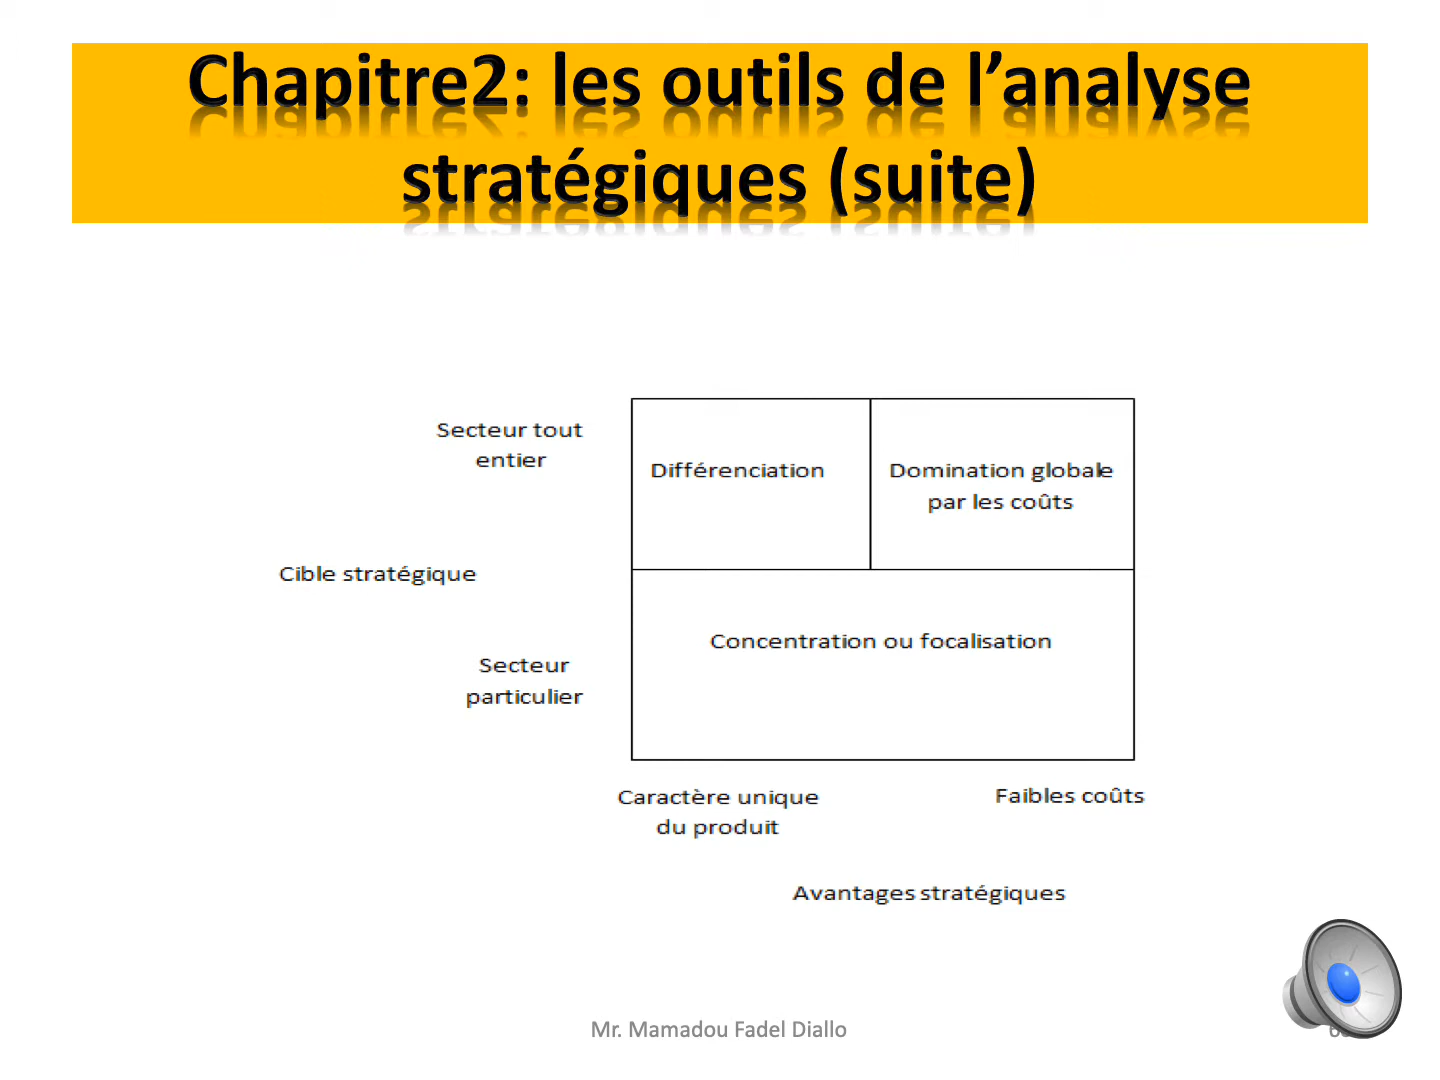 Chapitre2: les outils de l’analyse
stratégiques (suite)
Secteur tout
entier
Différenciation
Domination globale
par les coûts
Cible stratégique
Concentration ou focalisation
Secteur
particulier
Caractère unique
du produit
Faibles coûts
Avantages stratégiques
Mr. Mamadou Fadel Diallo